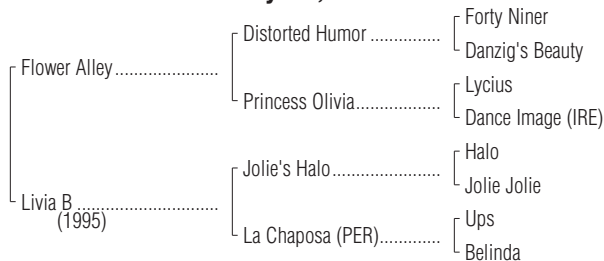 Forty Niner
Distorted Humor ................
Danzig's Beauty
Flower Alley........................
Lycius
Princess Olivia...................
Dance Image (IRE)
Halo
Jolie's Halo.........................
Jolie Jolie
Livia B ................................
(1995)
Ups
La Chaposa (PER)..............
Belinda